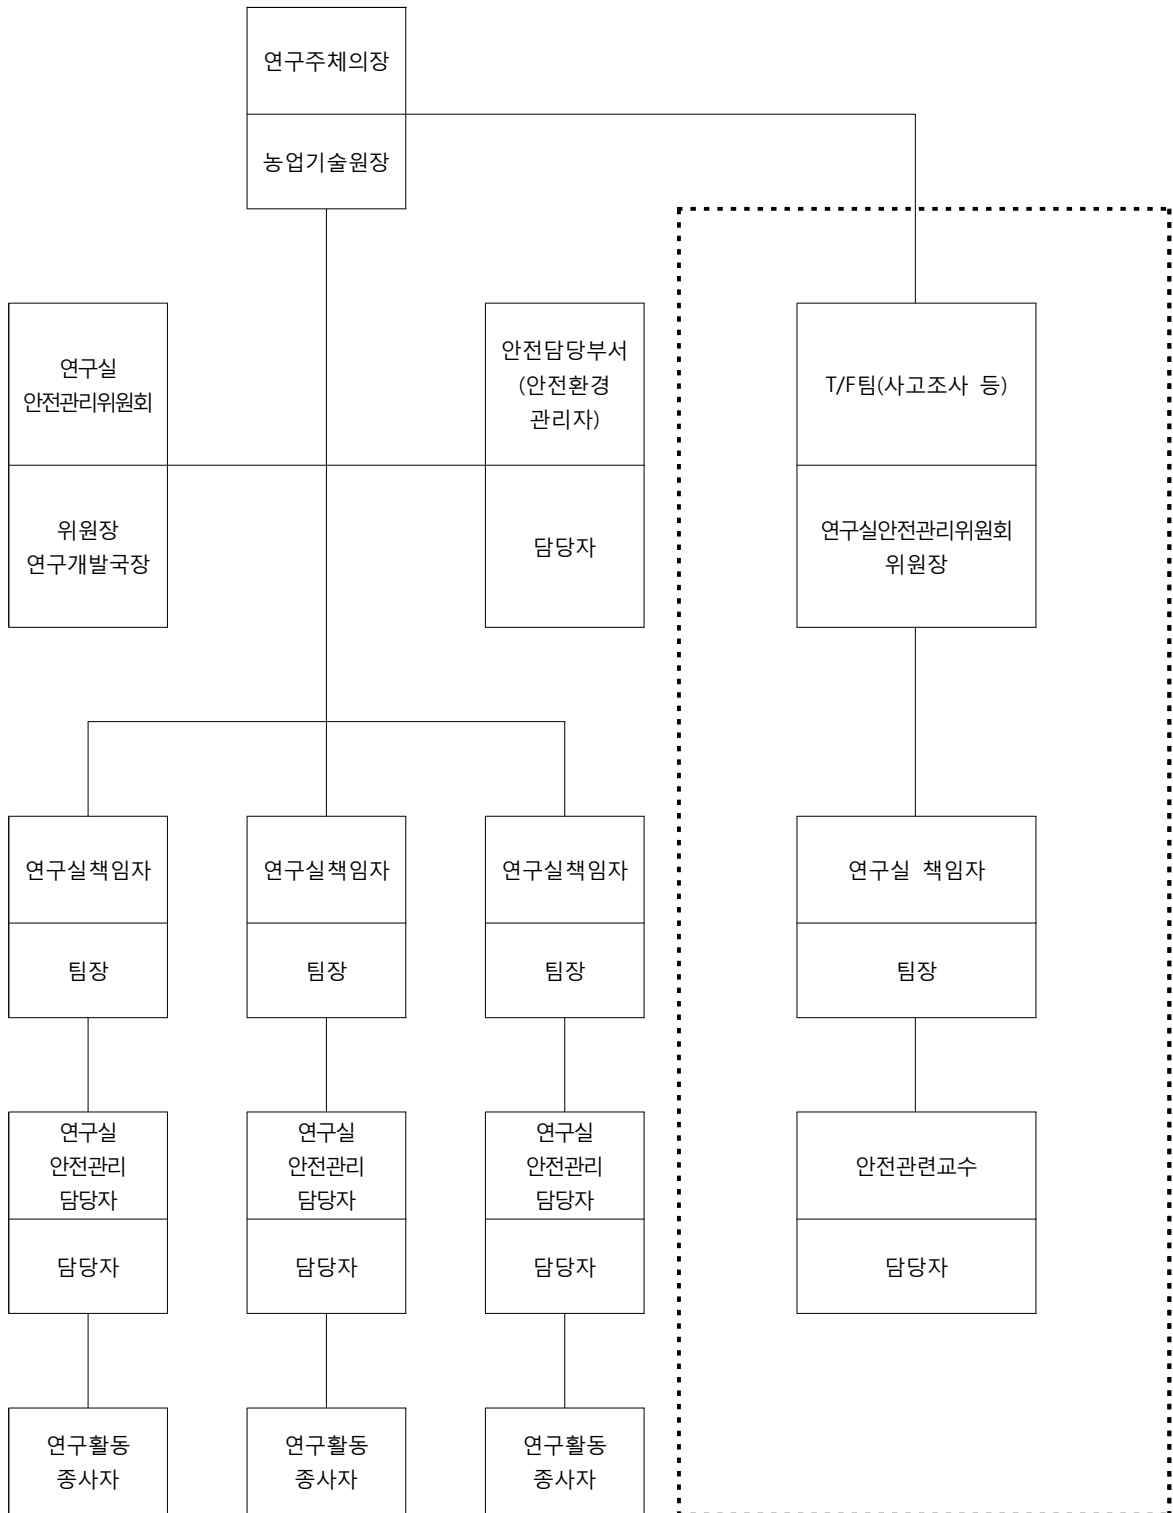 연구주체의장
농업기술원장
연구실
안전관리위원회
위원장
연구개발국장
안전담당부서
(안전환경
관리자)
담당자
T/F팀(사고조사 등)
연구실안전관리위원회
위원장
연구실책임자
팀장
연구실책임자
팀장
연구실책임자
팀장
연구실 책임자
팀장
연구실
안전관리
담당자
담당자
연구실
안전관리
담당자
담당자
연구실
안전관리
담당자
담당자
안전관련교수
담당자
연구활동
종사자
연구활동
종사자
연구활동
종사자